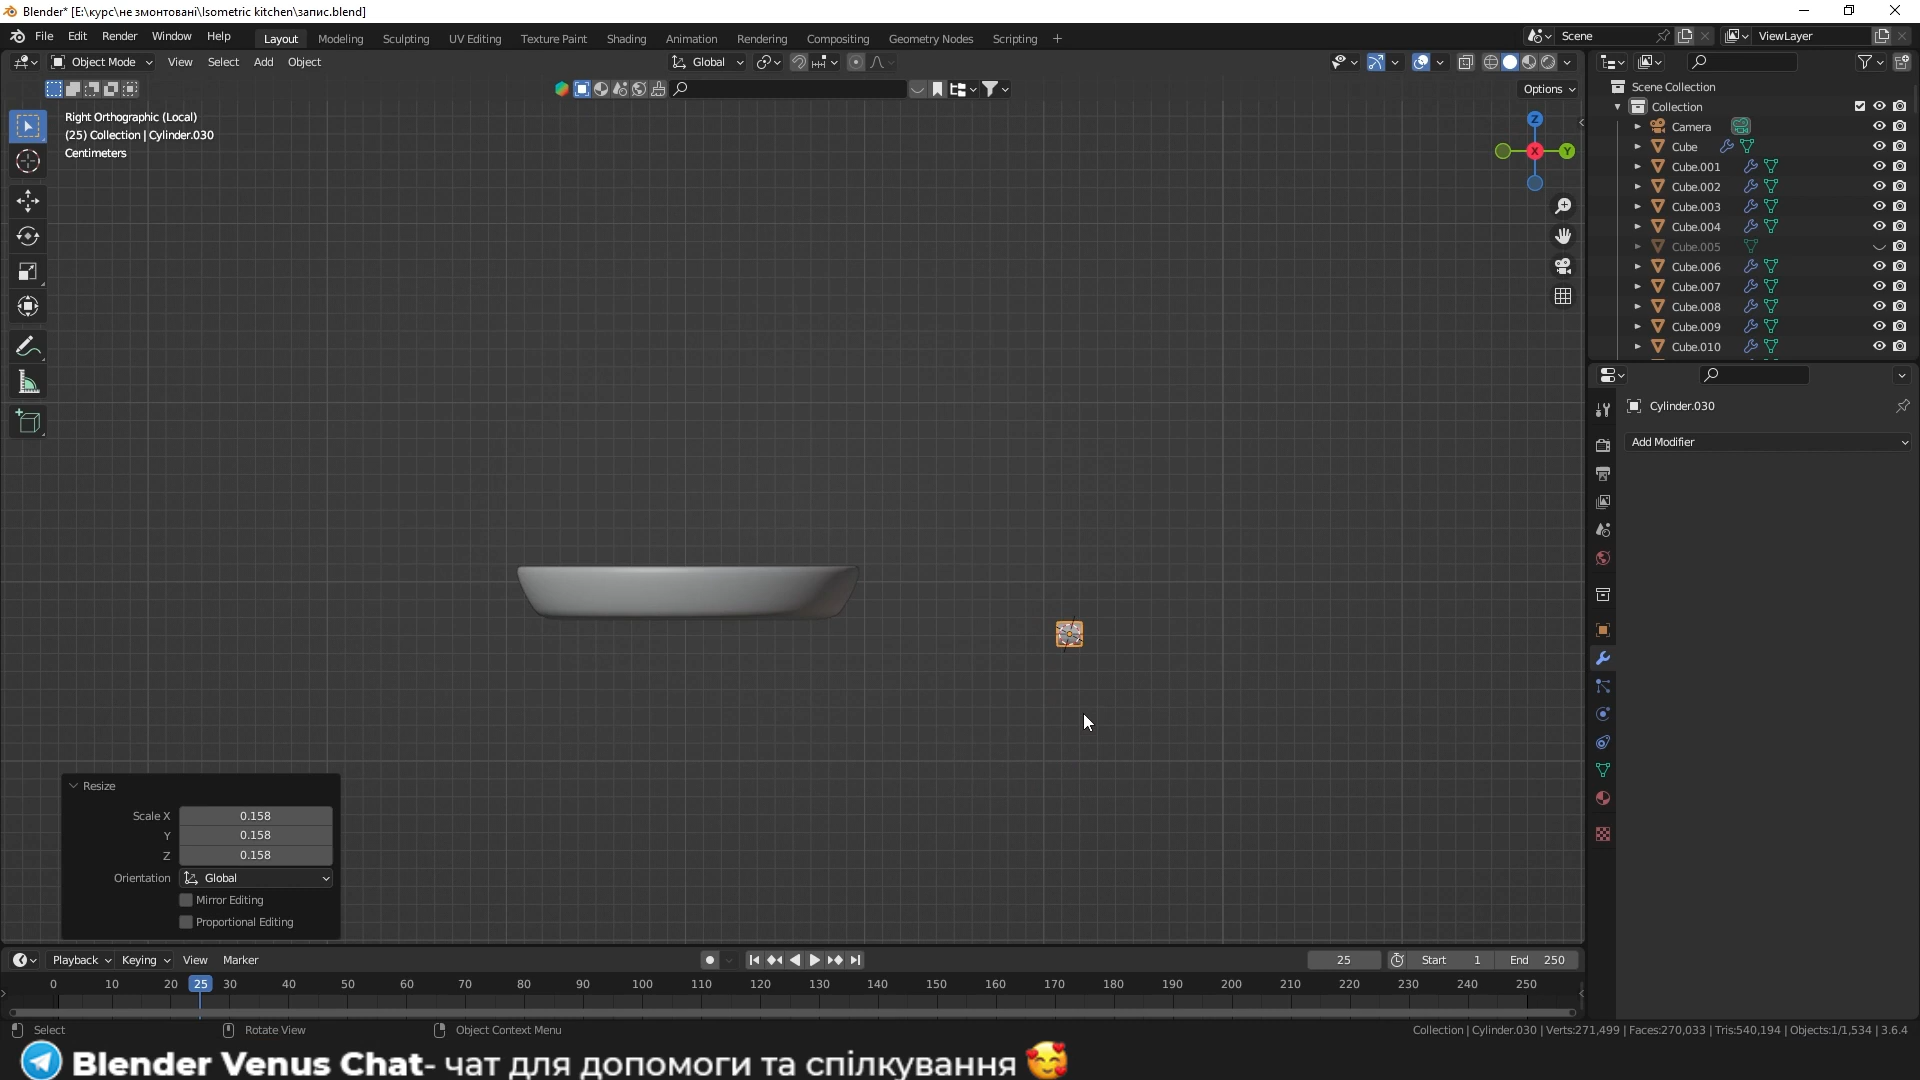 Blender* [E:\курс\не змонтовані\Isometric kitchen\запис.blend]
File Edit Render Window Help Layout Modeling Sculpting UV Editing Texture Paint Shading Animation Rendering Compositing Geometry Nodes Scripting + Scene ViewLayer
Object Mode View Select Add Object Global
Options
Right Orthographic (Local)
(25) Collection | Cylinder.030
Centimeters
Z
X
Y
Scene Collection
Collection
Camera
Cube
Cube.001
Cube.002
Cube.003
Cube.004
Cube.005
Cube.006
Cube.007
Cube.008
Cube.009
Cube.010
Cylinder.030
Add Modifier
Resize
Scale X 0.158
Y 0.158
Z 0.158
Orientation Global
Mirror Editing
Proportional Editing
Playback Keying View Marker 25 Start 1 End 250
0 10 20 25 30 40 50 60 70 80 90 100 110 120 130 140 150 160 170 180 190 200 210 220 230 240 250
Select Rotate View Object Context Menu Collection | Cylinder.030 | Verts:271,499 | Faces:270,033 | Tris:540,194 | Objects:1/1,534 | 3.6.4
Blender Venus Chat- чат для допомоги та спілкування 🥰